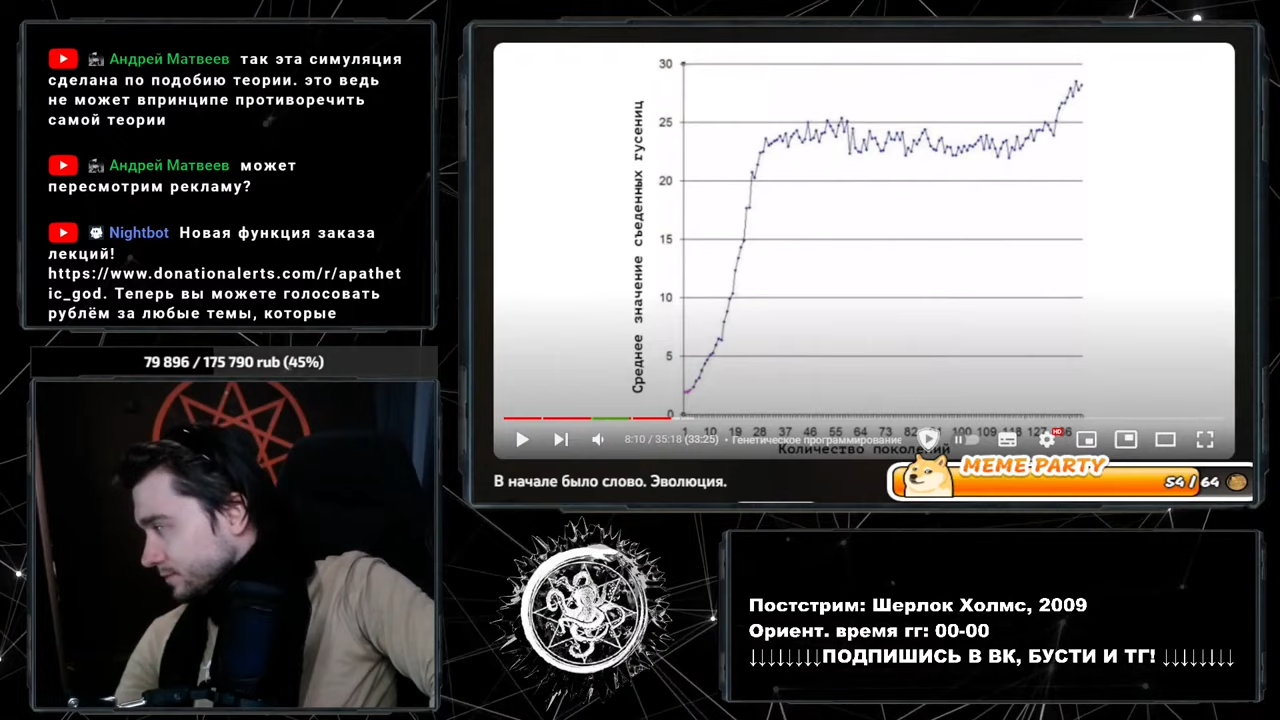 Андрей Матвеев так эта симуляция
сделана по подобию теории. это ведь
не может впринципе противоречить
самой теории
Андрей Матвеев может
пересмотрим рекламу?
Nightbot Новая функция заказа
лекций!
https://www.donationalerts.com/r/apathet
ic_god. Теперь вы можете голосовать
рублём за любые темы, которые
79 896 / 175 790 rub (45%)
30
25
20
15
10
5
0
Среднее значение съеденных гусениц
1 10 19 28 37 46 55 64 73 82 91 100 109 118 127
Количество поколений
8:10 / 35:18 (33:25) • Генетическое программирование
HD
В начале было слово. Эволюция.
MEME PARTY
54 / 64
Постстрим: Шерлок Холмс, 2009
Ориент. время гг: 00-00
↓↓↓↓↓↓↓↓ПОДПИШИСЬ В ВК, БУСТИ И ТГ! ↓↓↓↓↓↓↓↓